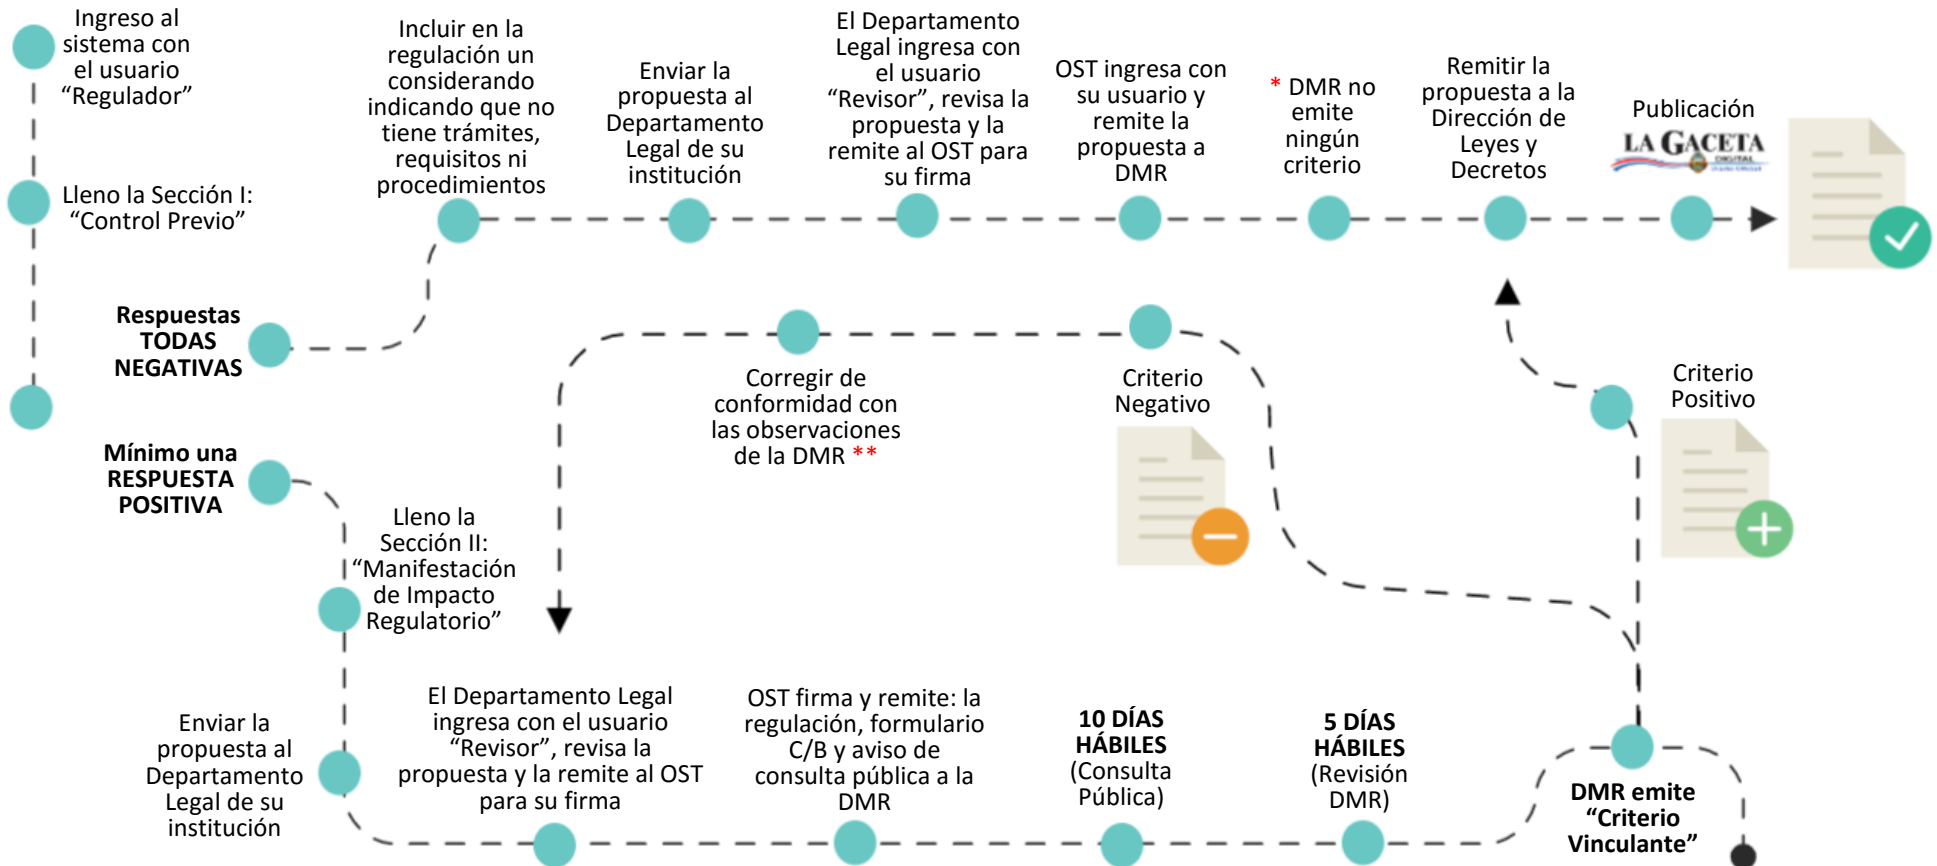 Ingreso al
sistema con
el usuario
“Regulador”
Lleno la Sección I:
“Control Previo”
Respuestas
TODAS
NEGATIVAS
Incluir en la
regulación un
considerando
indicando que no
tiene trámites,
requisitos ni
procedimientos
Enviar la
propuesta al
Departamento
Legal de su
institución
El Departamento
Legal ingresa con
el usuario
“Revisor”, revisa la
propuesta y la
remite al OST para
su firma
OST ingresa con
su usuario y
remite la
propuesta a
DMR
* DMR no
emite
ningún
criterio
Remitir la
propuesta a la
Dirección de
Leyes y
Decretos
Publicación
LA GACETA
DIGITAL
Mínimo una
RESPUESTA
POSITIVA
Lleno la
Sección II:
“Manifestación
de Impacto
Regulatorio”
Enviar la
propuesta al
Departamento
Legal de su
institución
El Departamento Legal
ingresa con el usuario
“Revisor”, revisa la
propuesta y la remite al OST
para su firma
OST firma y remite: la
regulación, formulario
C/B y aviso de
consulta pública a la
DMR
10 DÍAS
HÁBILES
(Consulta
Pública)
5 DÍAS
HÁBILES
(Revisión
DMR)
DMR emite
“Criterio
Vinculante”
Criterio
Negativo
Corregir de
conformidad con
las observaciones
de la DMR **
Criterio
Positivo